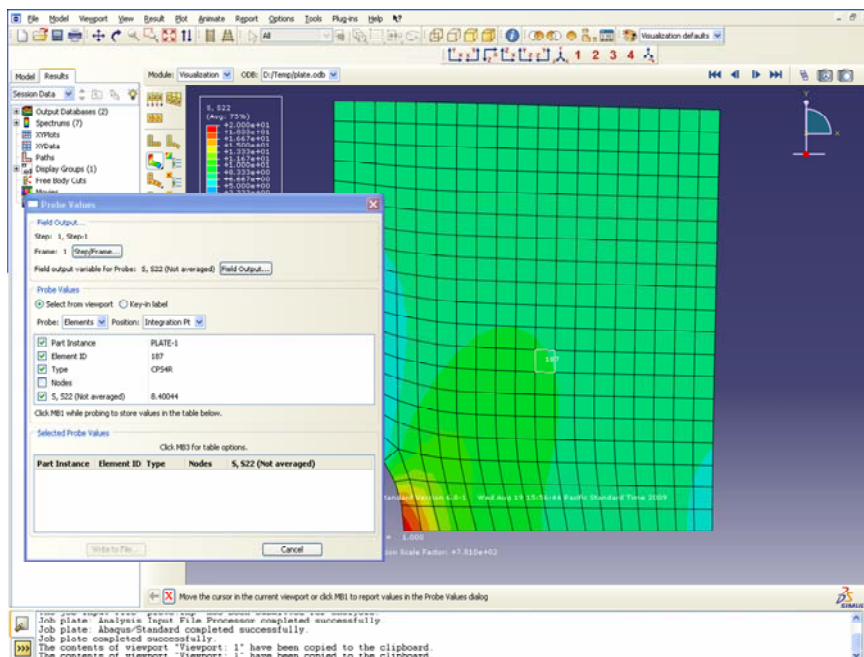 File Model Viewport View Result Plot Animate Report Options Tools Plug-ins Help
All
Visualization defaults
1 2 3 4
Model Results
Module: Visualization ODB: D:/Temp/plate.odb
Session Data
Output Databases (2)
Spectrums (7)
XYPlots
XYData
Paths
Display Groups (1)
Free Body Cuts
Movies
S, S22
(Avg: 75%)
+2.000e+01
+1.833e+01
+1.667e+01
+1.500e+01
+1.333e+01
+1.167e+01
+1.000e+01
+8.333e+00
+6.667e+00
+5.000e+00
Y
X
Probe Values
Field Output...
Step: 1, Step-1
Frame: 1 Step/Frame...
Field output variable for Probe: S, S22 (Not averaged) Field Output...
Probe Values
Select from viewport Key-in label
Probe: Elements Position: Integration Pt
Part Instance PLATE-1
Element ID 187
Type CPS4R
Nodes
S, S22 (Not averaged) 8.40044
Click MB1 while probing to store values in the table below.
Selected Probe Values
Click MB3 for table options.
Part Instance Element ID Type Nodes S, S22 (Not averaged)
Write to File... Cancel
187
Standard Version 6.8-1 Wed Aug 19 15:56:46 Pacific Standard Time 2009
= 1.000
Scale Factor: +7.810e+02
Move the cursor in the current viewport or click MB1 to report values in the Probe Values dialog
Job plate: Analysis Input File Processor completed successfully.
Job plate: Abaqus/Standard completed successfully.
Job plate completed successfully.
The contents of viewport "Viewport: 1" have been copied to the clipboard.
The contents of viewport "Viewport: 1" have been copied to the clipboard.